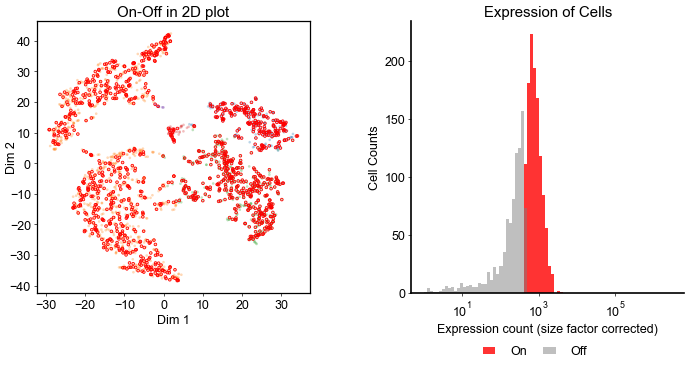 On-Off in 2D plot
Dim 2
40
30
20
10
0
−10
−20
−30
−40
−30 −20 −10 0 10 20 30
Dim 1
Expression of Cells
Cell Counts
200
150
100
50
0
10^1 10^3 10^5
Expression count (size factor corrected)
On Off